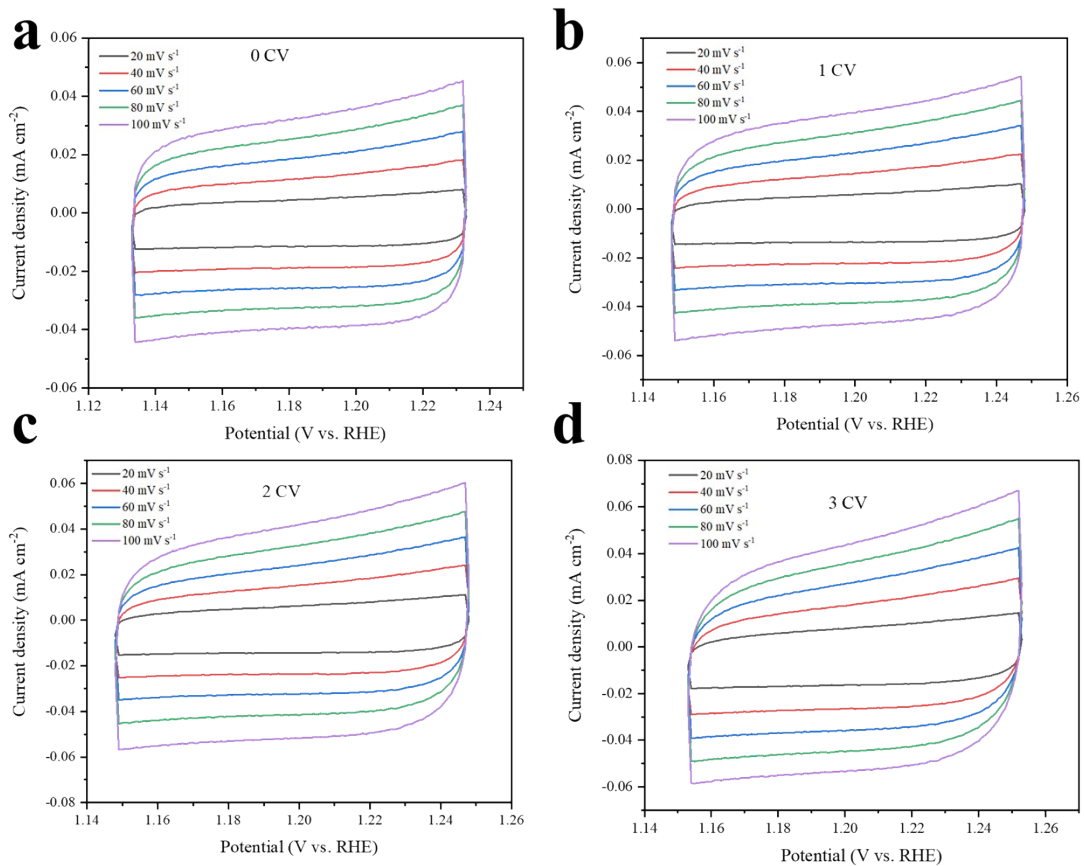 a
0 CV
20 mV s⁻¹
40 mV s⁻¹
60 mV s⁻¹
80 mV s⁻¹
100 mV s⁻¹
0.06
0.04
0.02
0.00
-0.02
-0.04
-0.06
Current density (mA cm⁻²)
1.12 1.14 1.16 1.18 1.20 1.22 1.24
Potential (V vs. RHE)
b
1 CV
20 mV s⁻¹
40 mV s⁻¹
60 mV s⁻¹
80 mV s⁻¹
100 mV s⁻¹
0.06
0.04
0.02
0.00
-0.02
-0.04
-0.06
Current density (mA cm⁻²)
1.14 1.16 1.18 1.20 1.22 1.24 1.26
Potential (V vs. RHE)
c
2 CV
20 mV s⁻¹
40 mV s⁻¹
60 mV s⁻¹
80 mV s⁻¹
100 mV s⁻¹
0.06
0.04
0.02
0.00
-0.02
-0.04
-0.06
-0.08
Current density (mA cm⁻²)
1.14 1.16 1.18 1.20 1.22 1.24 1.26
Potential (V vs. RHE)
d
3 CV
20 mV s⁻¹
40 mV s⁻¹
60 mV s⁻¹
80 mV s⁻¹
100 mV s⁻¹
0.08
0.06
0.04
0.02
0.00
-0.02
-0.04
-0.06
Current density (mA cm⁻²)
1.14 1.16 1.18 1.20 1.22 1.24 1.26
Potential (V vs. RHE)